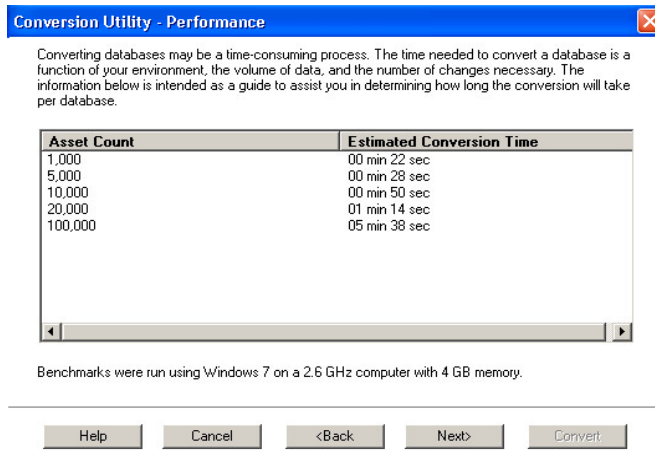 Conversion Utility - Performance
Converting databases may be a time-consuming process. The time needed to convert a database is a
function of your environment, the volume of data, and the number of changes necessary. The
information below is intended as a guide to assist you in determining how long the conversion will take
per database.
Asset Count Estimated Conversion Time
1,000 00 min 22 sec
5,000 00 min 28 sec
10,000 00 min 50 sec
20,000 01 min 14 sec
100,000 05 min 38 sec
Benchmarks were run using Windows 7 on a 2.6 GHz computer with 4 GB memory.
Help Cancel <Back Next> Convert